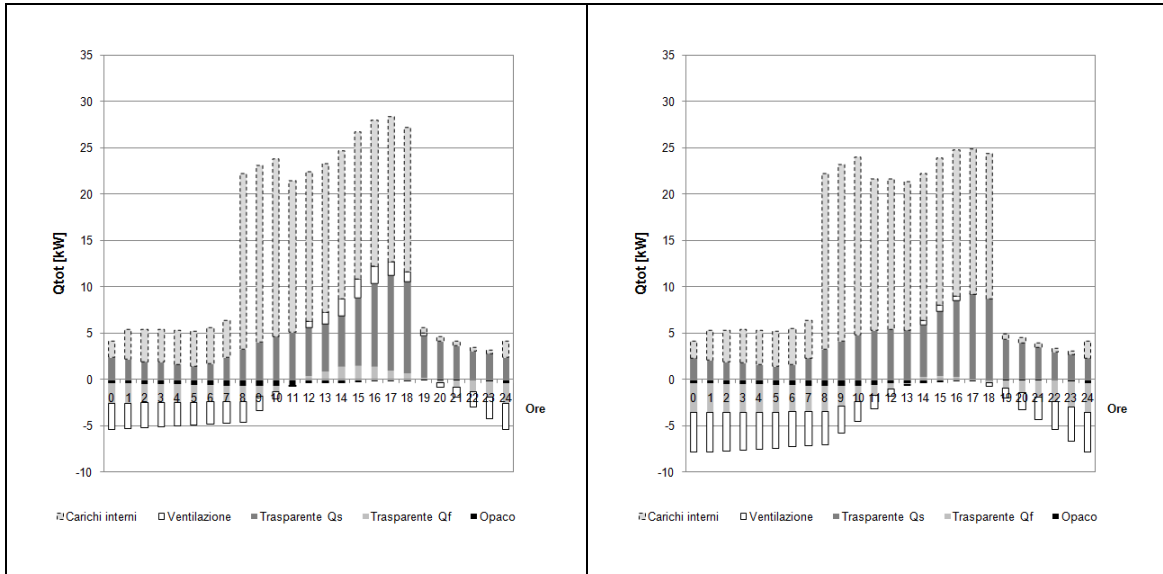 35
30
25
20
15
10
5
0
-5
-10
Qtot [kW]
0 1 2 3 4 5 6 7 8 9 10 11 12 13 14 15 16 17 18 19 20 21 22 23 24
Ore
Carichi interni Ventilazione Trasparente Qs Trasparente Qf Opaco
35
30
25
20
15
10
5
0
-5
-10
Qtot [kW]
0 1 2 3 4 5 6 7 8 9 10 11 12 13 14 15 16 17 18 19 20 21 22 23 24
Ore
Carichi interni Ventilazione Trasparente Qs Trasparente Qf Opaco